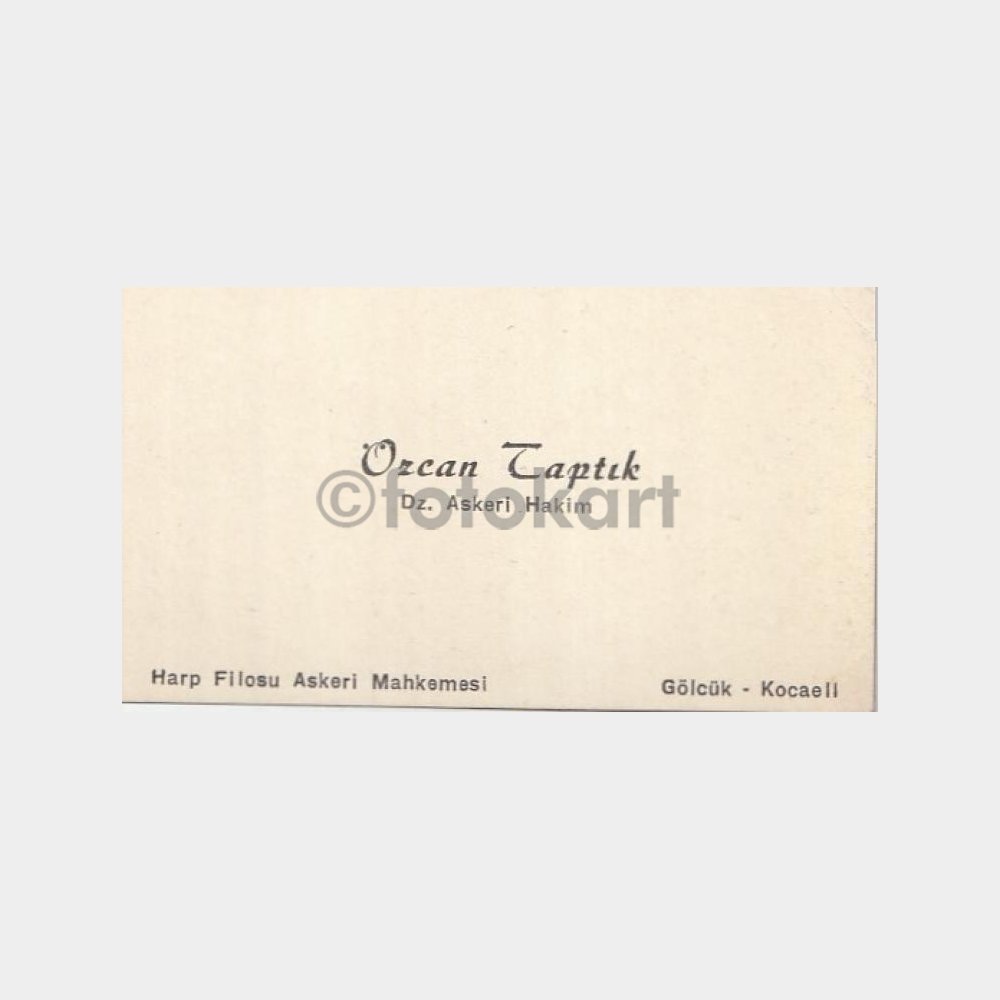 Özcan Taptık
©fotokart
Dz. Askeri Hakim
Harp Filosu Askeri Mahkemesi
Gölcük - Kocaeli